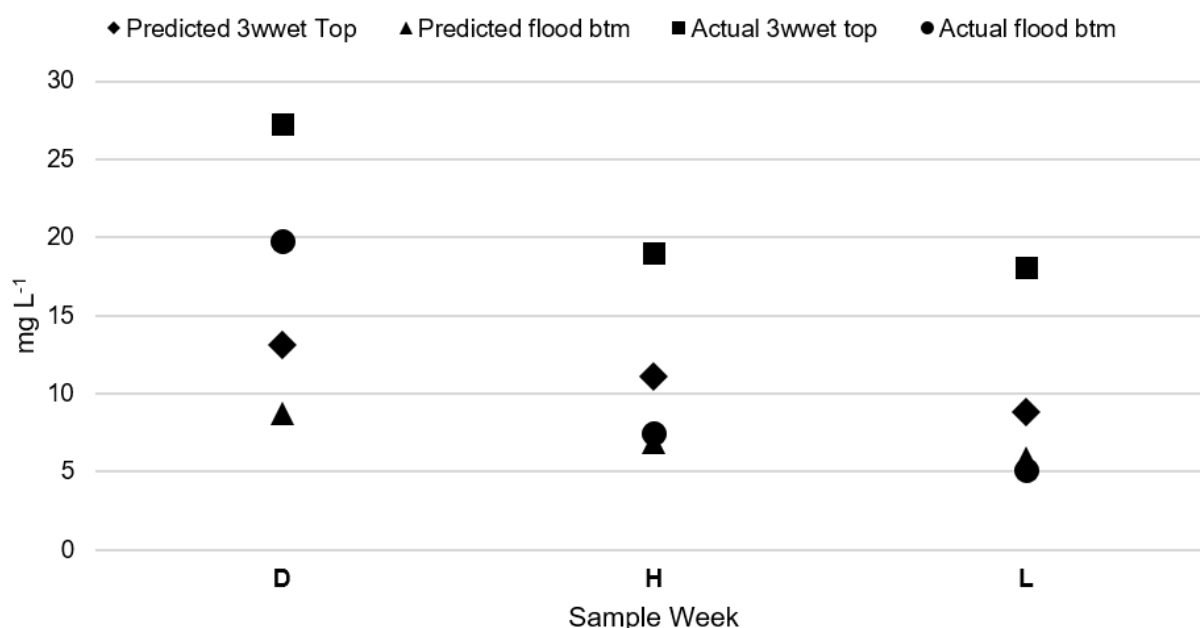 Predicted 3wwet Top Predicted flood btm Actual 3wwet top Actual flood btm
30
25
20
15
10
5
0
mg L-1
D H L
Sample Week